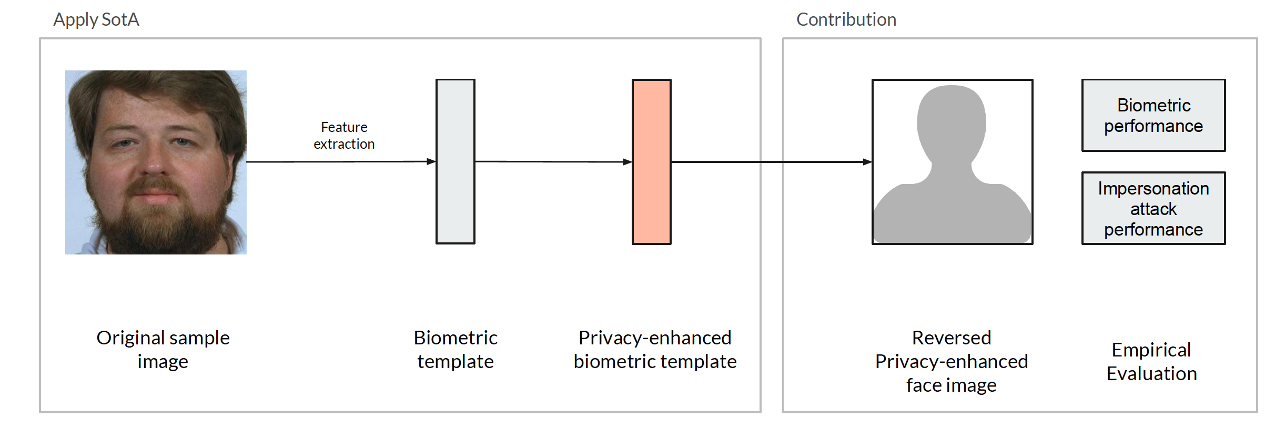 Apply SotA
Contribution
Feature
extraction
Biometric
performance
Impersonation
attack
performance
Original sample
image
Biometric
template
Privacy-enhanced
biometric template
Reversed
Privacy-enhanced
face image
Empirical
Evaluation